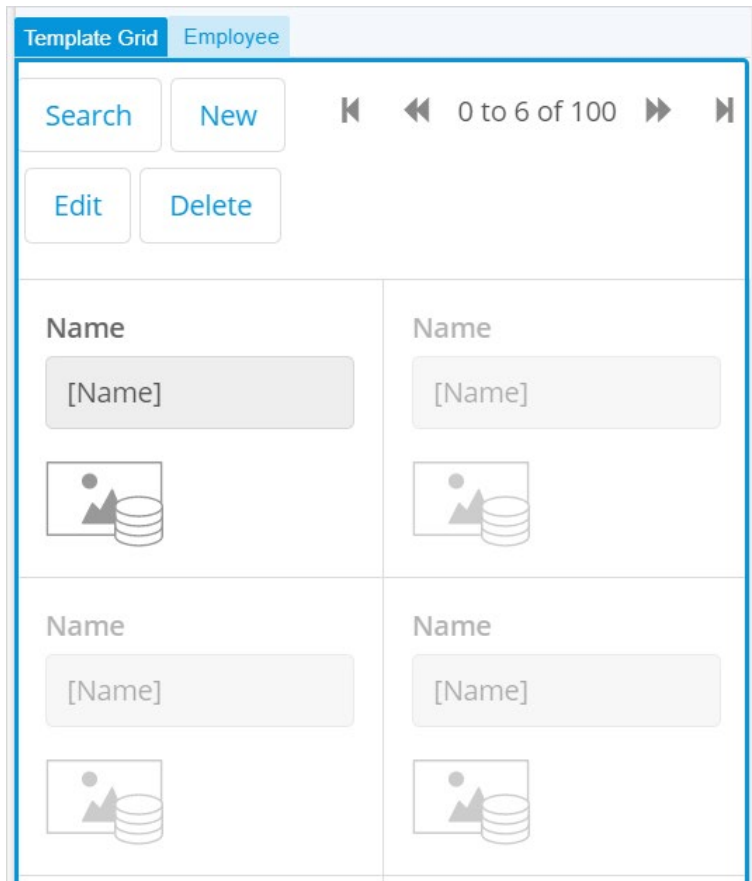 Template Grid Employee
Search New 0 to 6 of 100
Edit Delete
Name Name
[Name] [Name]
Name Name
[Name] [Name]